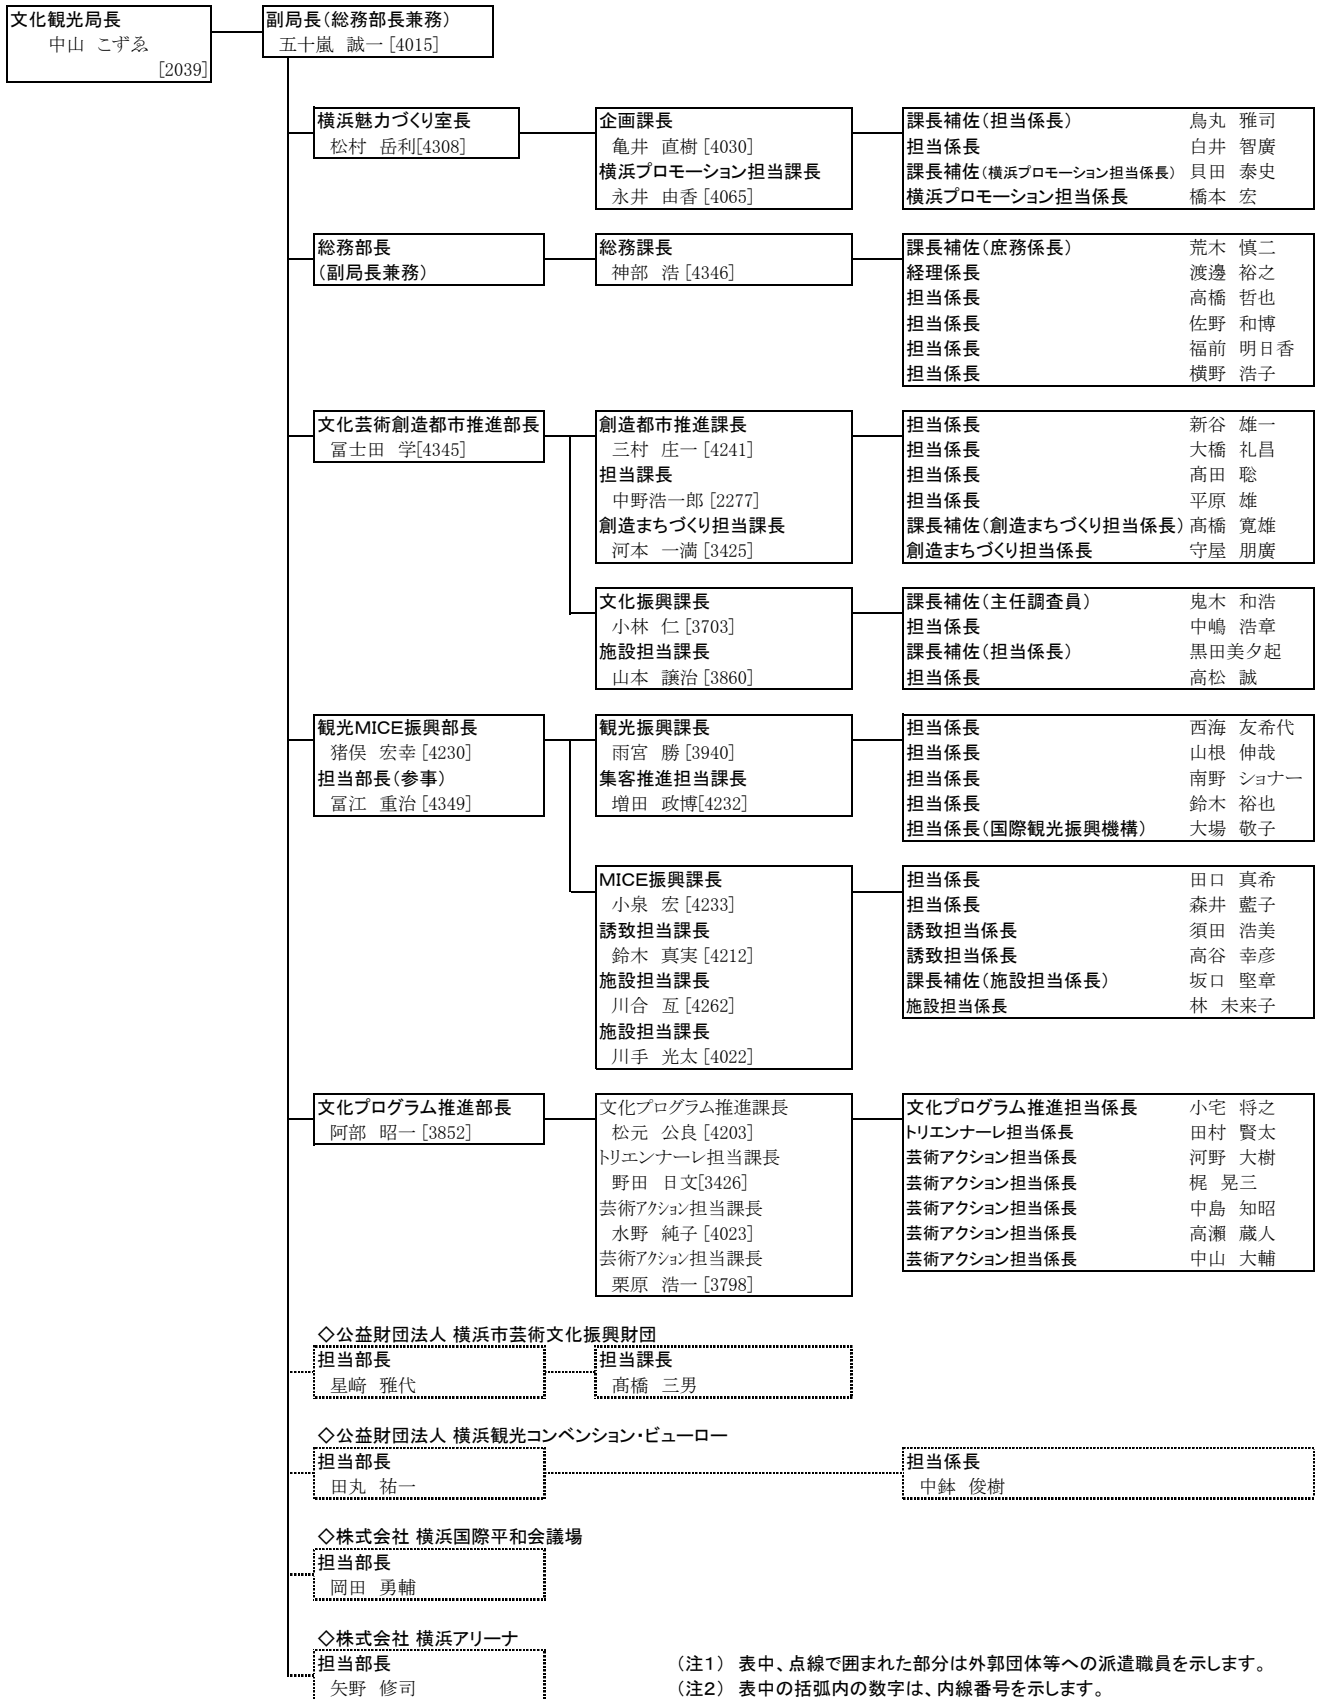 文化観光局長
中山 こずゑ
[2039]
副局長(総務部長兼務)
五十嵐 誠一 [4015]
横浜魅力づくり室長
松村 岳利[4308]
企画課長
亀井 直樹 [4030]
横浜プロモーション担当課長
永井 由香 [4065]
課長補佐(担当係長) 鳥丸 雅司
担当係長 白井 智廣
課長補佐(横浜プロモーション担当係長) 貝田 泰史
横浜プロモーション担当係長 橋本 宏
総務部長
(副局長兼務)
総務課長
神部 浩 [4346]
課長補佐(庶務係長) 荒木 慎二
経理係長 渡邊 裕之
担当係長 高橋 哲也
担当係長 佐野 和博
担当係長 福前 明日香
担当係長 横野 浩子
文化芸術創造都市推進部長
冨士田 学[4345]
創造都市推進課長
三村 庄一 [4241]
担当課長
中野浩一郎 [2277]
創造まちづくり担当課長
河本 一満 [3425]
担当係長 新谷 雄一
担当係長 大橋 礼昌
担当係長 髙田 聡
担当係長 平原 雄
課長補佐(創造まちづくり担当係長) 髙橋 寛雄
創造まちづくり担当係長 守屋 朋廣
文化振興課長
小林 仁 [3703]
施設担当課長
山本 譲治 [3860]
課長補佐(主任調査員) 鬼木 和浩
担当係長 中嶋 浩章
課長補佐(担当係長) 黒田美夕起
担当係長 高松 誠
観光MICE振興部長
猪俣 宏幸 [4230]
担当部長(参事)
冨江 重治 [4349]
観光振興課長
雨宮 勝 [3940]
集客推進担当課長
増田 政博[4232]
担当係長 西海 友希代
担当係長 山根 伸哉
担当係長 南野 ショナー
担当係長 鈴木 裕也
担当係長(国際観光振興機構) 大場 敬子
MICE振興課長
小泉 宏 [4233]
誘致担当課長
鈴木 真実 [4212]
施設担当課長
川合 亙 [4262]
施設担当課長
川手 光太 [4022]
担当係長 田口 真希
担当係長 森井 藍子
誘致担当係長 須田 浩美
誘致担当係長 高谷 幸彦
課長補佐(施設担当係長) 坂口 堅章
施設担当係長 林 未来子
文化プログラム推進部長
阿部 昭一 [3852]
文化プログラム推進課長
松元 公良 [4203]
トリエンナーレ担当課長
野田 日文[3426]
芸術アクション担当課長
水野 純子 [4023]
芸術アクション担当課長
栗原 浩一 [3798]
文化プログラム推進担当係長 小宅 将之
トリエンナーレ担当係長 田村 賢太
芸術アクション担当係長 河野 大樹
芸術アクション担当係長 梶 晃三
芸術アクション担当係長 中島 知昭
芸術アクション担当係長 高瀬 蔵人
芸術アクション担当係長 中山 大輔
◇公益財団法人 横浜市芸術文化振興財団
担当部長
星﨑 雅代
担当課長
髙橋 三男
◇公益財団法人 横浜観光コンベンション・ビューロー
担当部長
田丸 祐一
担当係長
中鉢 俊樹
◇株式会社 横浜国際平和会議場
担当部長
岡田 勇輔
◇株式会社 横浜アリーナ
担当部長
矢野 修司
(注1) 表中、点線で囲まれた部分は外郭団体等への派遣職員を示します。
(注2) 表中の括弧内の数字は、内線番号を示します。